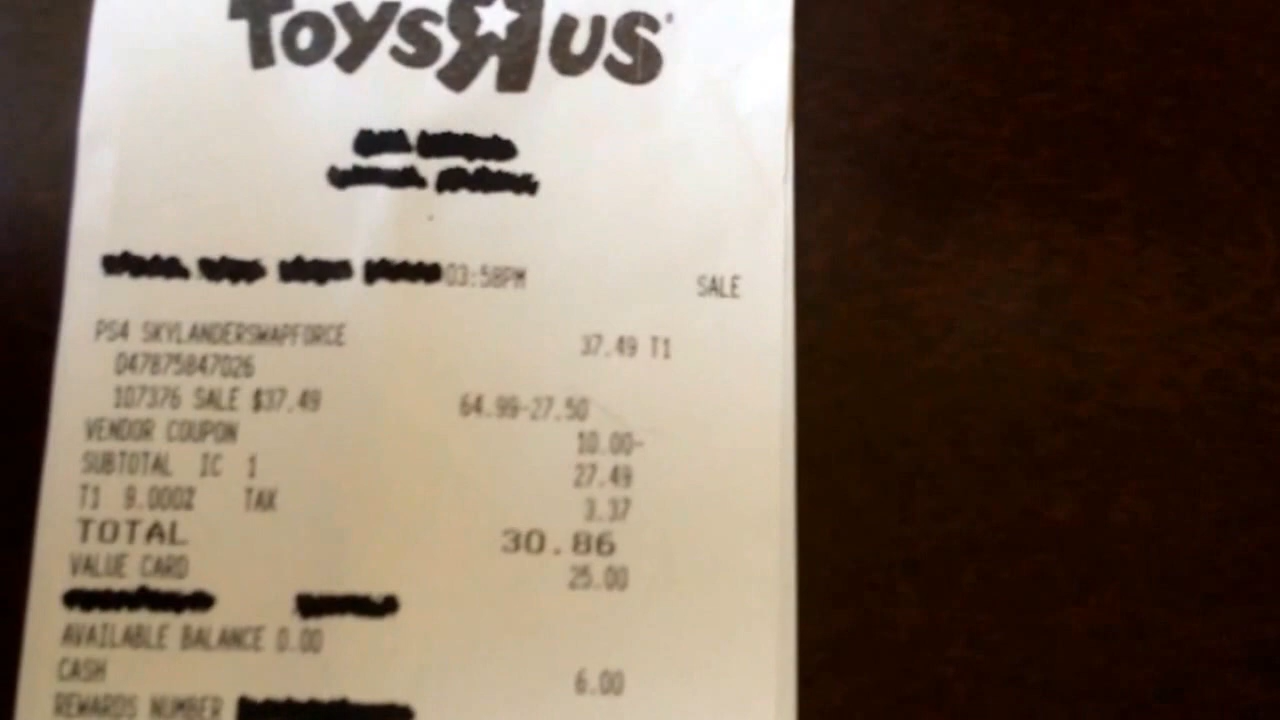 TOYSRUS
03:58PM SALE
PS4 SKYLANDERSWAPFORCE 37.49 T1
047875847026
107376 SALE $37.49 64.99-27.50
VENDOR COUPON 10.00-
SUBTOTAL IC 1 27.49
T1 9.000% TAX 3.37
TOTAL 30.86
VALUE CARD 25.00
AVAILABLE BALANCE 0.00
CASH 6.00
REWARDS NUMBER